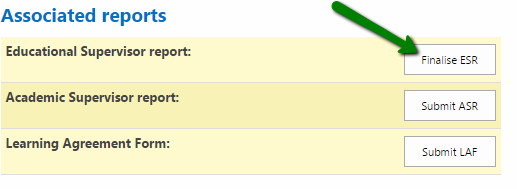 Associated reports
Educational Supervisor report: Finalise ESR
Academic Supervisor report: Submit ASR
Learning Agreement Form: Submit LAF